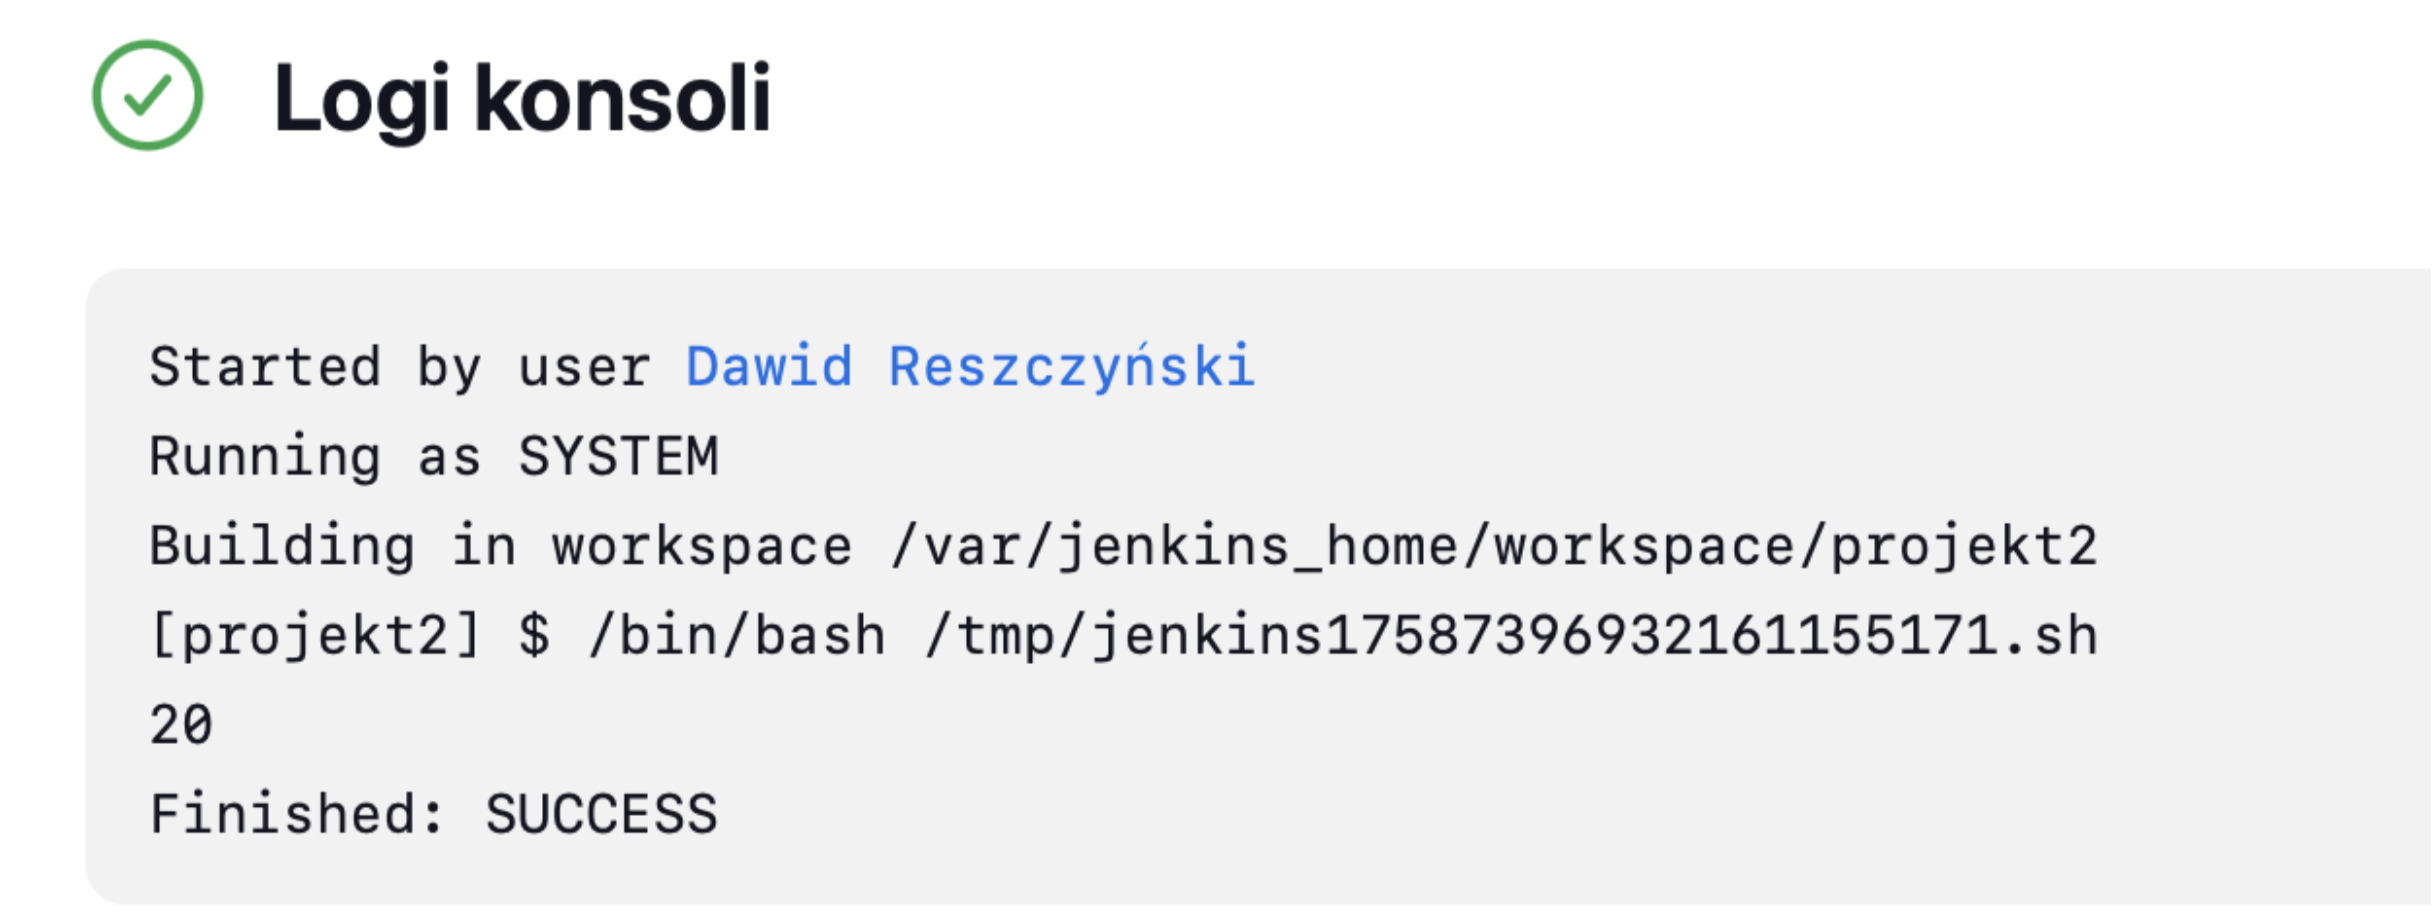 Logi konsoli
Started by user Dawid Reszczyński
Running as SYSTEM
Building in workspace /var/jenkins_home/workspace/projekt2
[projekt2] $ /bin/bash /tmp/jenkins17587396932161155171.sh
20
Finished: SUCCESS